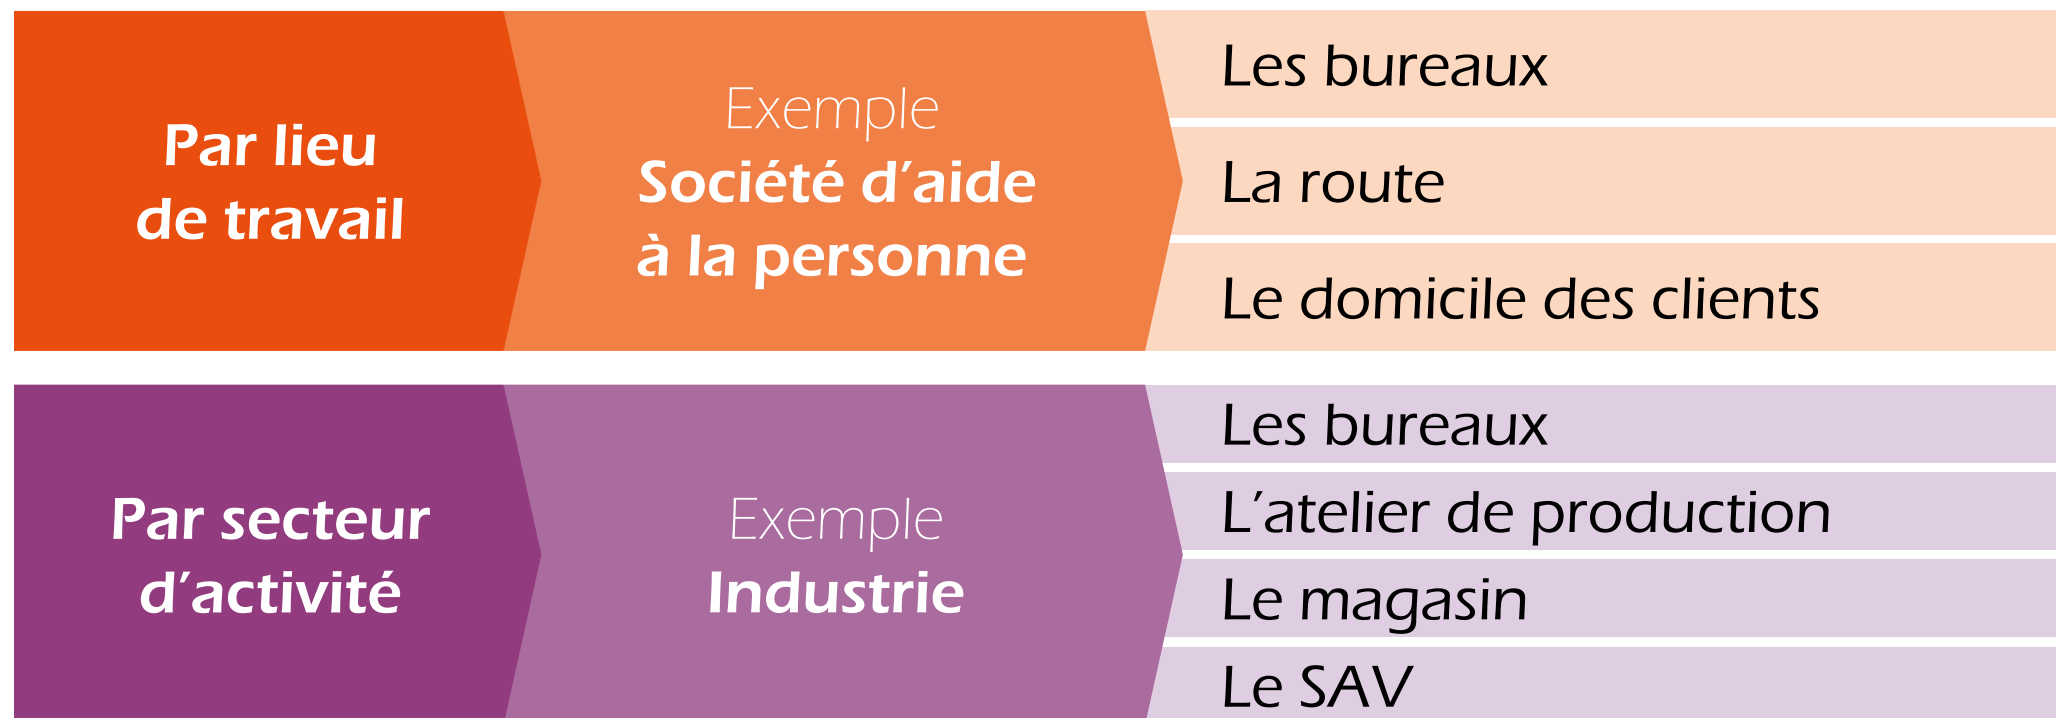 Par lieu
de travail
Exemple
Société d’aide
à la personne
Les bureaux
La route
Le domicile des clients
Par secteur
d’activité
Exemple
Industrie
Les bureaux
L’atelier de production
Le magasin
Le SAV